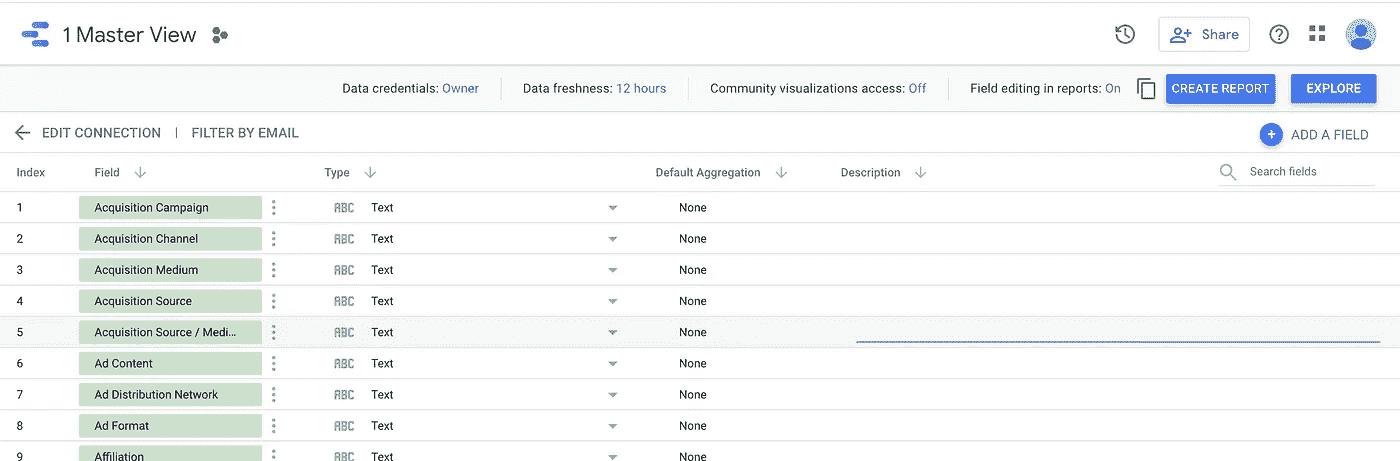 1 Master View
Share
Data credentials: Owner Data freshness: 12 hours Community visualizations access: Off Field editing in reports: On CREATE REPORT EXPLORE
EDIT CONNECTION | FILTER BY EMAIL + ADD A FIELD
Index Field Type Default Aggregation Description Search fields
1 Acquisition Campaign ABC Text None
2 Acquisition Channel ABC Text None
3 Acquisition Medium ABC Text None
4 Acquisition Source ABC Text None
5 Acquisition Source / Medi... ABC Text None
6 Ad Content ABC Text None
7 Ad Distribution Network ABC Text None
8 Ad Format ABC Text None
9 Affiliation ABC Text None